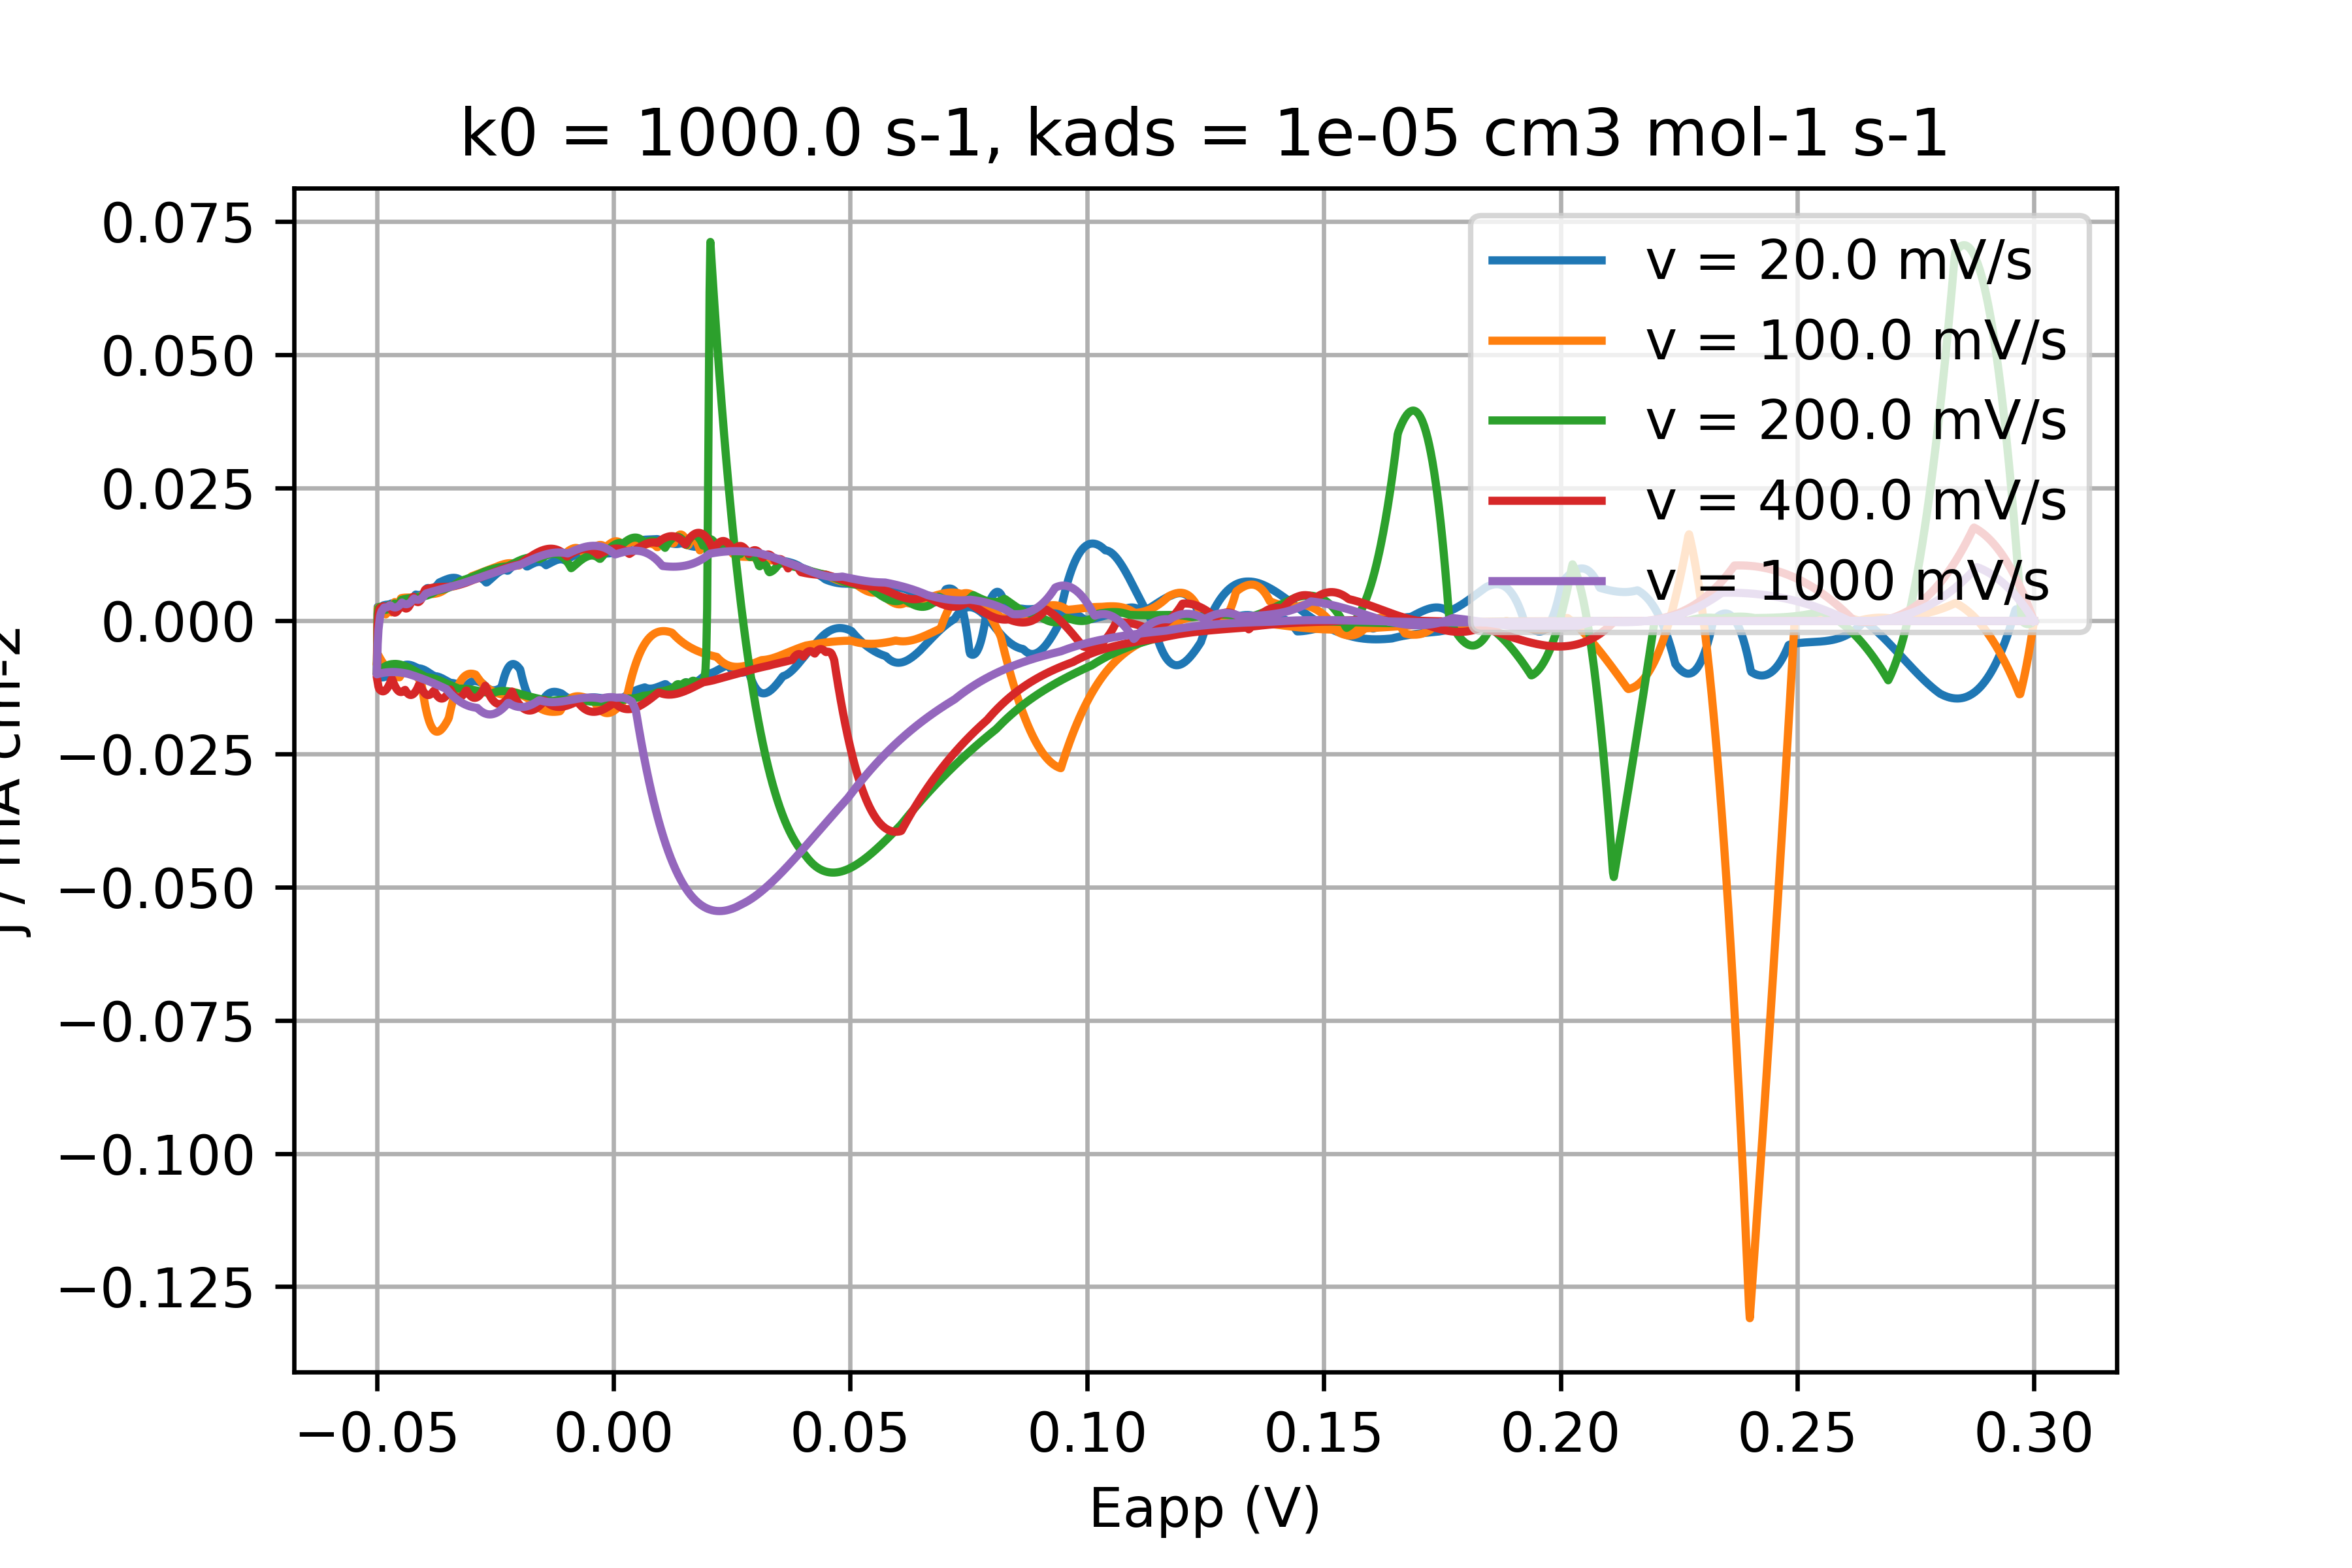 k0 = 1000.0 s-1, kads = 1e-05 cm3 mol-1 s-1
0.075
0.050
0.025
0.000
−0.025
−0.050
−0.075
−0.100
−0.125
v = 20.0 mV/s
v = 100.0 mV/s
v = 200.0 mV/s
v = 400.0 mV/s
v = 1000 mV/s
−0.05 0.00 0.05 0.10 0.15 0.20 0.25 0.30
Eapp (V)